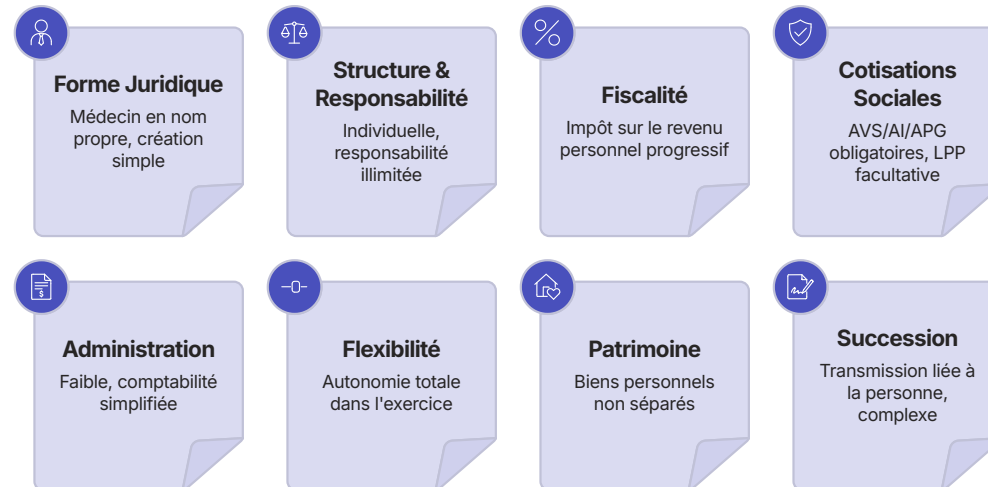 Forme Juridique
Médecin en nom
propre, création
simple
Structure &
Responsabilité
Individuelle,
responsabilité
illimitée
Fiscalité
Impôt sur le revenu
personnel progressif
Cotisations
Sociales
AVS/AI/APG
obligatoires, LPP
facultative
Administration
Faible, comptabilité
simplifiée
Flexibilité
Autonomie totale
dans l'exercice
Patrimoine
Biens personnels
non séparés
Succession
Transmission liée à
la personne,
complexe